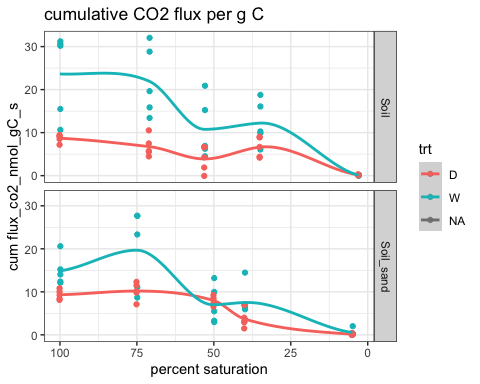 cumulative CO2 flux per g C
cum flux_co2_nmol_gC_s
30
20
10
0
Soil
30
20
10
0
Soil_sand
100
75
50
25
0
percent saturation
trt
D
W
NA